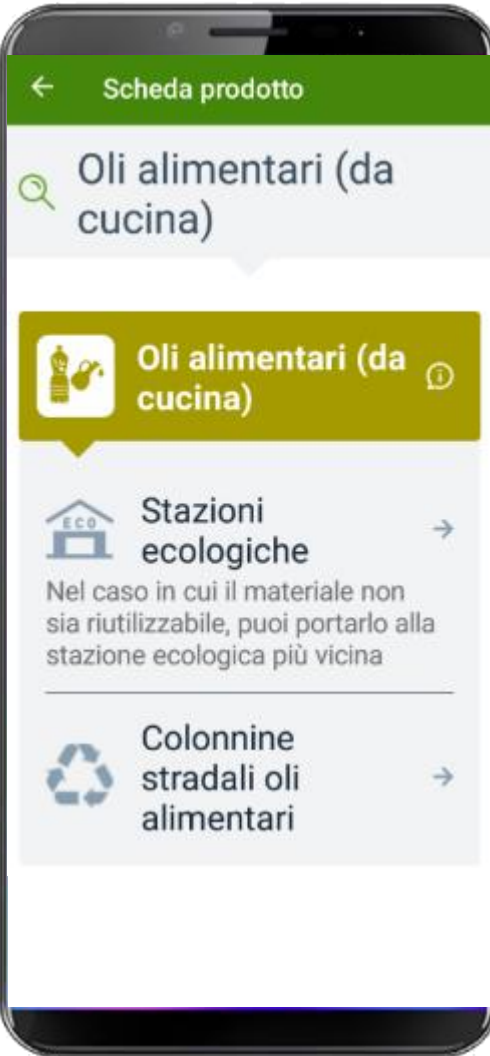 Scheda prodotto
Oli alimentari (da
cucina)
Oli alimentari (da
cucina)
ECO
Stazioni
ecologiche
Nel caso in cui il materiale non
sia riutilizzabile, puoi portarlo alla
stazione ecologica più vicina
Colonnine
stradali oli
alimentari